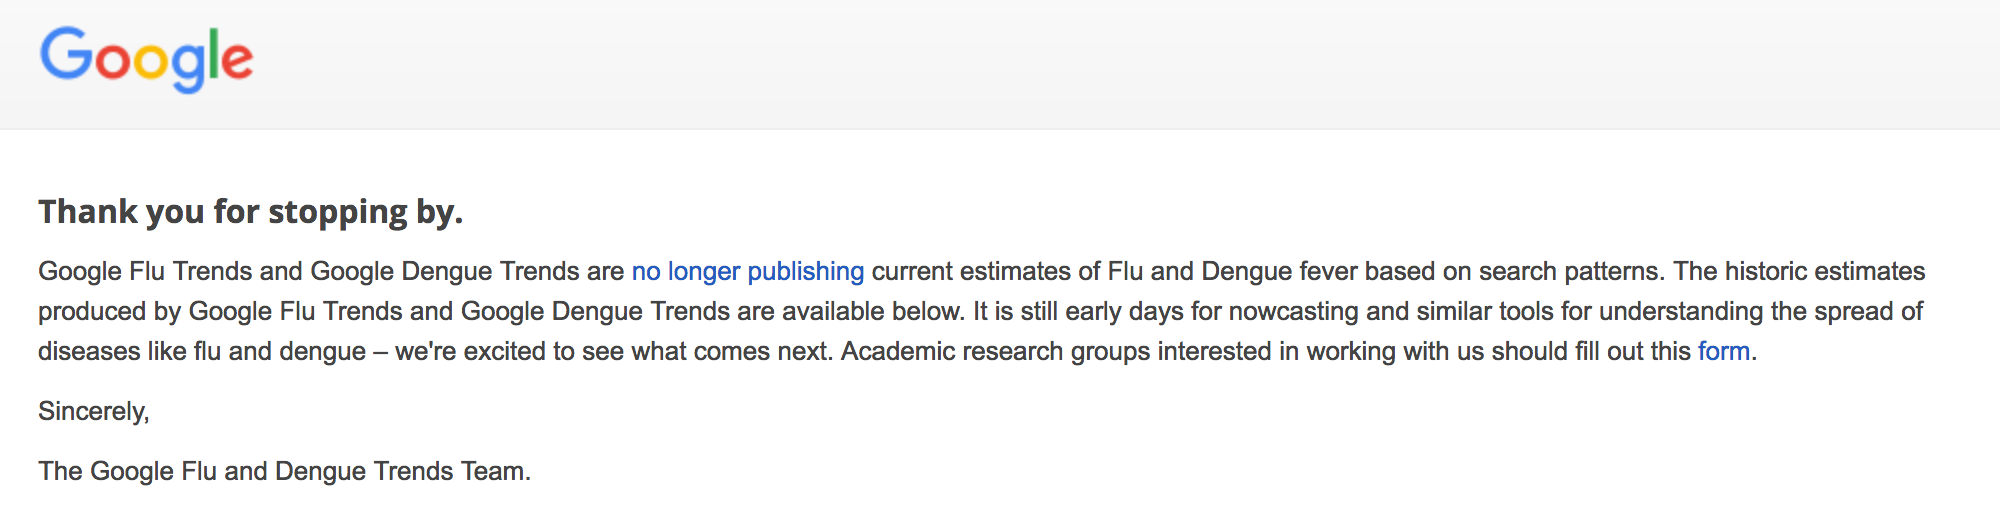 Google
Thank you for stopping by.
Google Flu Trends and Google Dengue Trends are no longer publishing current estimates of Flu and Dengue fever based on search patterns. The historic estimates
produced by Google Flu Trends and Google Dengue Trends are available below. It is still early days for nowcasting and similar tools for understanding the spread of
diseases like flu and dengue – we're excited to see what comes next. Academic research groups interested in working with us should fill out this form.
Sincerely,
The Google Flu and Dengue Trends Team.